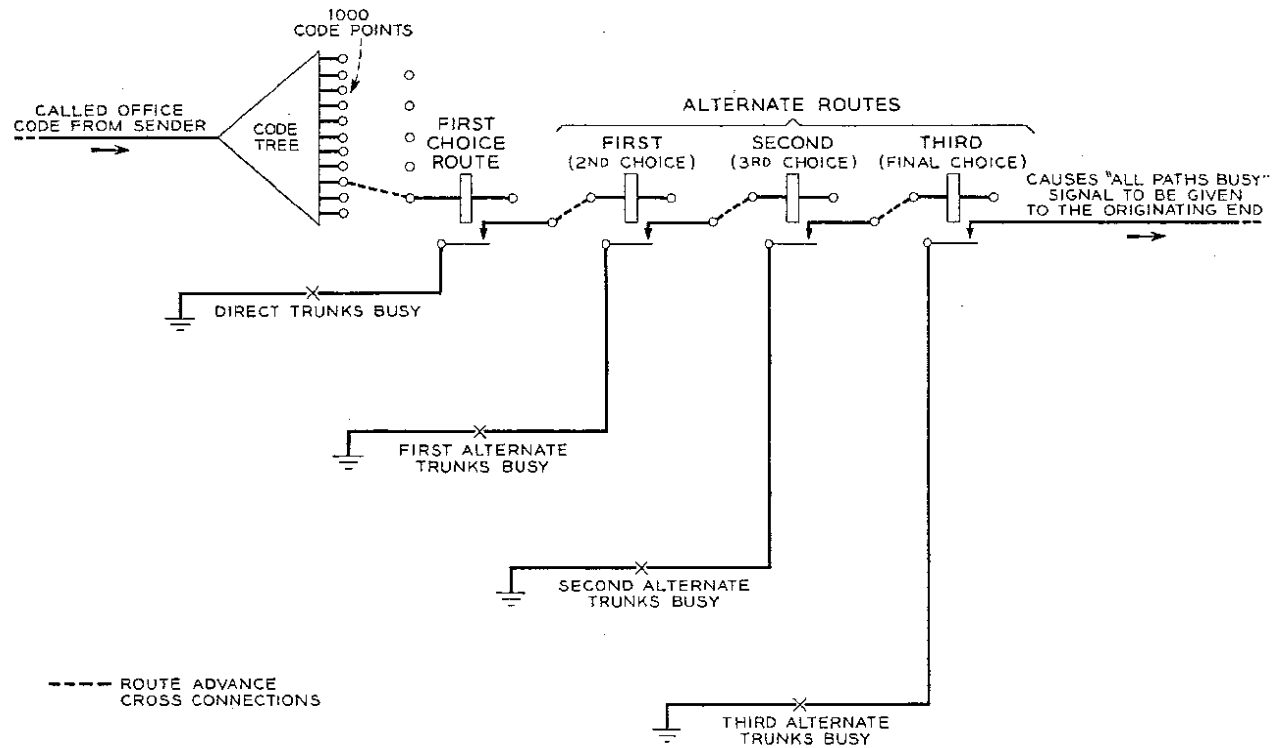 1000
CODE POINTS
CALLED OFFICE
CODE FROM SENDER
CODE
TREE
FIRST
CHOICE
ROUTE
ALTERNATE ROUTES
FIRST
(2ND CHOICE)
SECOND
(3RD CHOICE)
THIRD
(FINAL CHOICE)
CAUSES "ALL PATHS BUSY"
SIGNAL TO BE GIVEN
TO THE ORIGINATING END
DIRECT TRUNKS BUSY
FIRST ALTERNATE
TRUNKS BUSY
SECOND ALTERNATE
TRUNKS BUSY
ROUTE ADVANCE
CROSS CONNECTIONS
THIRD ALTERNATE
TRUNKS BUSY